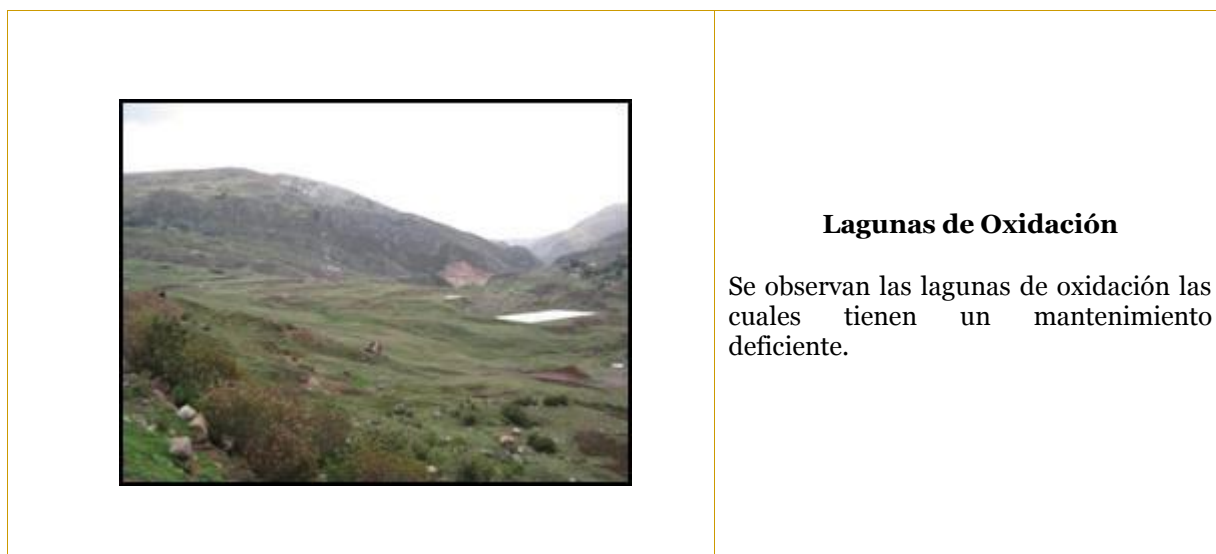 Lagunas de Oxidación
Se observan las lagunas de oxidación las
cuales tienen un mantenimiento
deficiente.